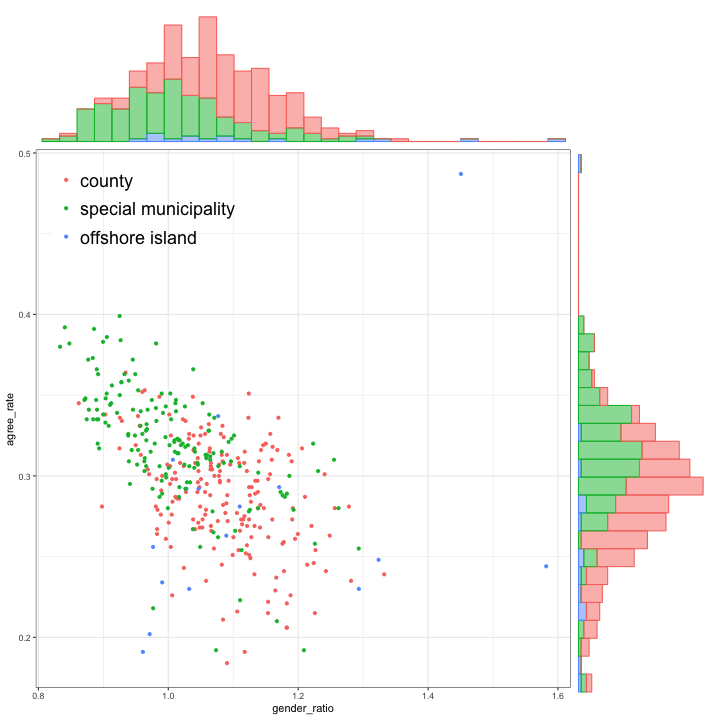 0.5
county
special municipality
offshore island
0.4
agree_rate
0.3
0.2
0.8
1.0
1.2
1.4
1.6
gender_ratio